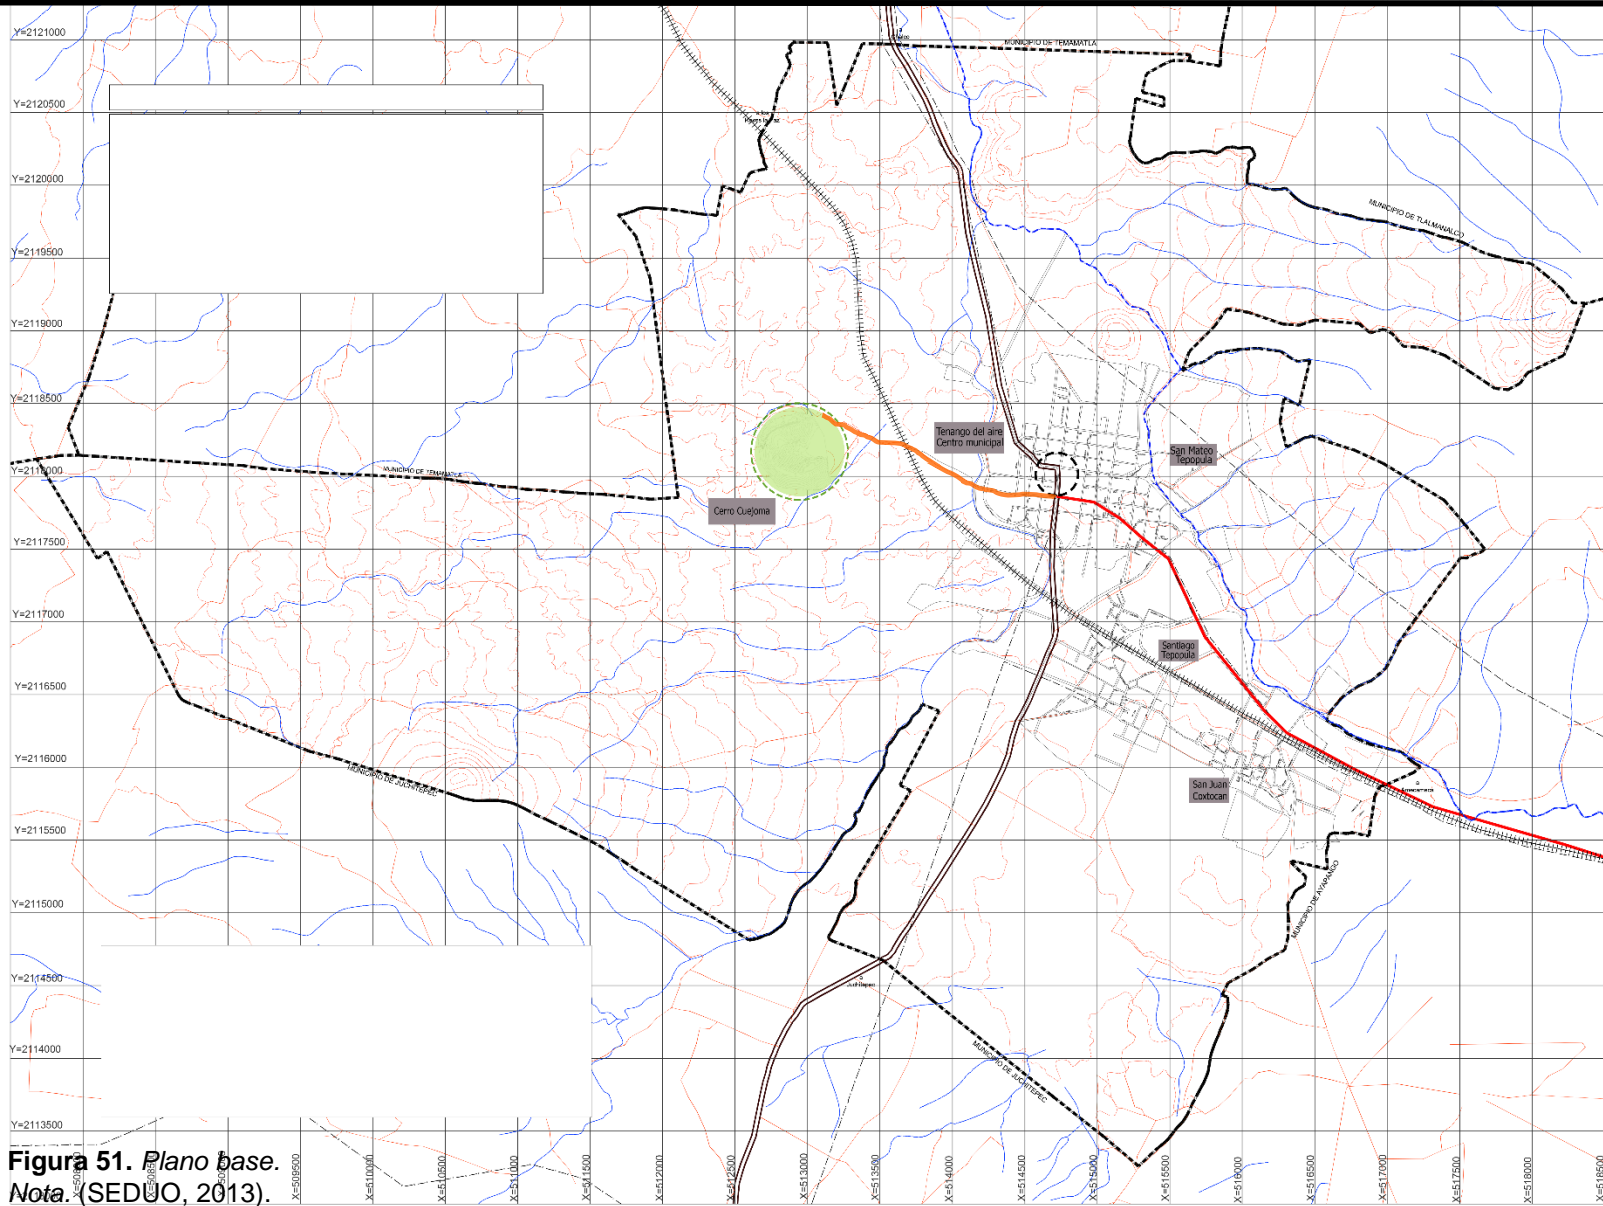 Y=2121000
MUNICIPIO DE TEMAMATLA
Y=2120500
Y=2120000
MUNICIPIO DE TLALMANALCO
Y=2119500
Y=2119000
Y=2118500
Tenango del aire
Centro municipal
San Mateo
Tepopula
Y=2118000
MUNICIPIO DE TEMAMATLA
Cerro Cuejoma
Y=2117500
Y=2117000
Santiago
Tepopula
Y=2116500
Y=2116000
MUNICIPIO DE JUCHITEPEC
San Juan
Coxtocan
Amecameca
Y=2115500
MUNICIPIO DE AYAPANGO
Y=2115000
Y=2114500
Juchitepec
Y=2114000
MUNICIPIO DE JUCHITEPEC
Y=2113500
X=509500
X=510000
X=510500
X=511000
X=511500
X=512000
X=512500
X=513000
X=513500
X=514000
X=514500
X=515000
X=515500
X=516000
X=516500
X=517000
X=517500
X=518000
X=518500
Figura 51. Plano base.
Nota. (SEDUO, 2013).